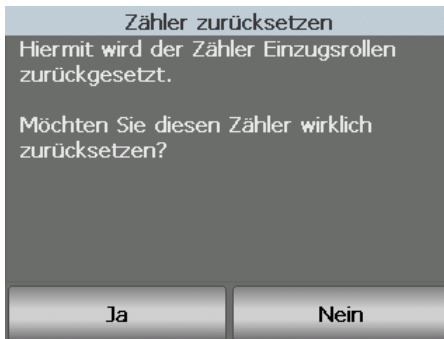 Zähler zurücksetzen
Hiermit wird der Zähler Einzugsrollen
zurückgesetzt.
Möchten Sie diesen Zähler wirklich
zurücksetzen?
Ja
Nein